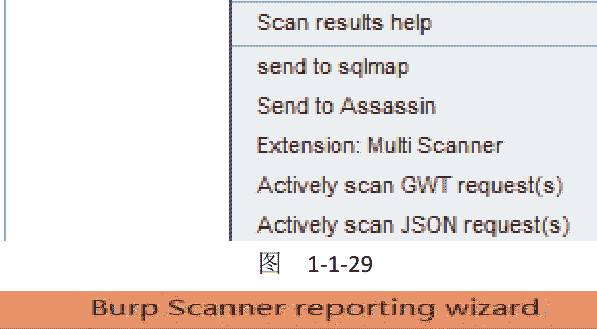 Scan results help
send to sqlmap
Send to Assassin
Extension: Multi Scanner
Actively scan GWT request(s)
Actively scan JSON request(s)
图 1-1-29
Burp Scanner reporting wizard